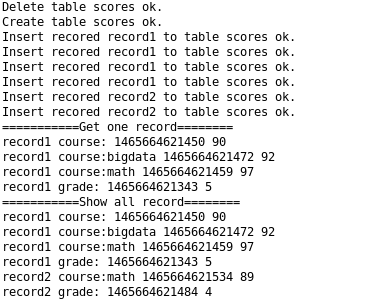 Delete table scores ok.
Create table scores ok.
Insert recored record1 to table scores ok.
Insert recored record1 to table scores ok.
Insert recored record1 to table scores ok.
Insert recored record1 to table scores ok.
Insert recored record2 to table scores ok.
Insert recored record2 to table scores ok.
===========Get one record========
record1 course: 1465664621450 90
record1 course:bigdata 1465664621472 92
record1 course:math 1465664621459 97
record1 grade: 1465664621343 5
===========Show all record========
record1 course: 1465664621450 90
record1 course:bigdata 1465664621472 92
record1 course:math 1465664621459 97
record1 grade: 1465664621343 5
record2 course:math 1465664621534 89
record2 grade: 1465664621484 4